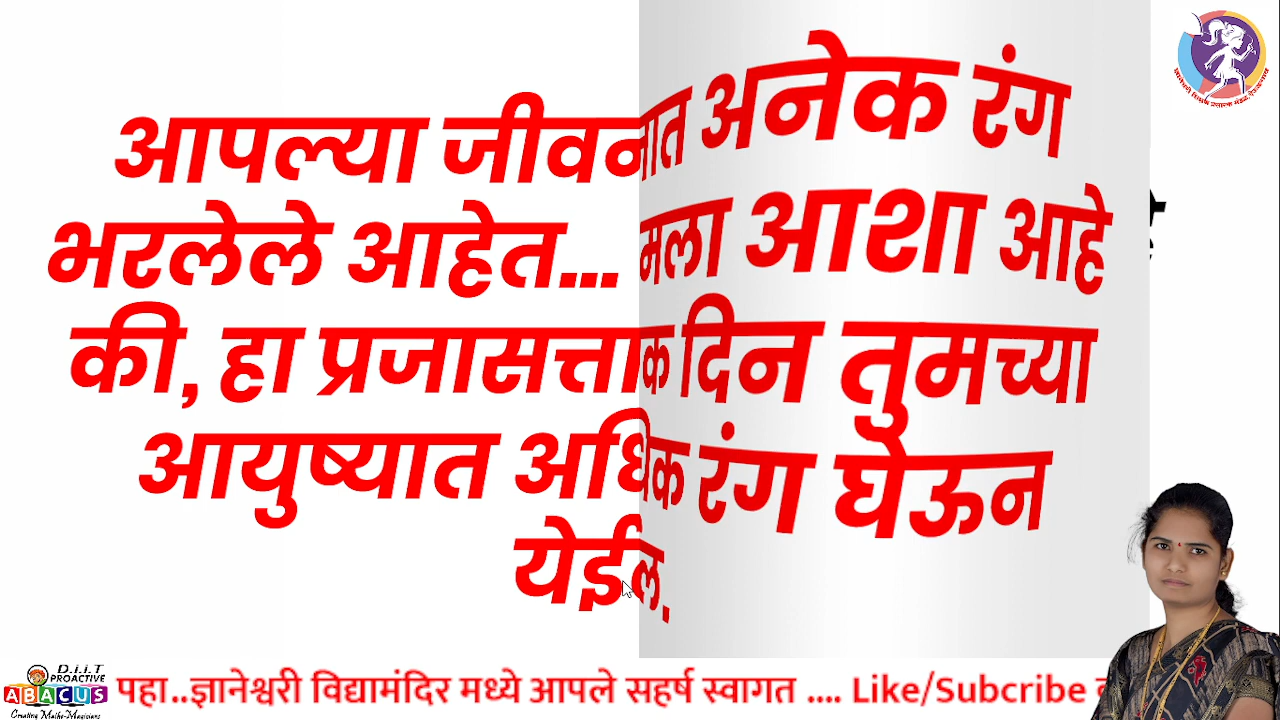 आपल्या जीवनात अनेक रंग
भरलेले आहेत... मला आशा आहे
की, हा प्रजासत्ताक दिन तुमच्या
आयुष्यात अधिक रंग घेऊन
येईल.
D.I.I.T
PROACTIVE
ABACUS
Creating Maths-Magicians
पहा..ज्ञानेश्वरी विद्यामंदिर मध्ये आपले सहर्ष स्वागत .... Like/Subcribe